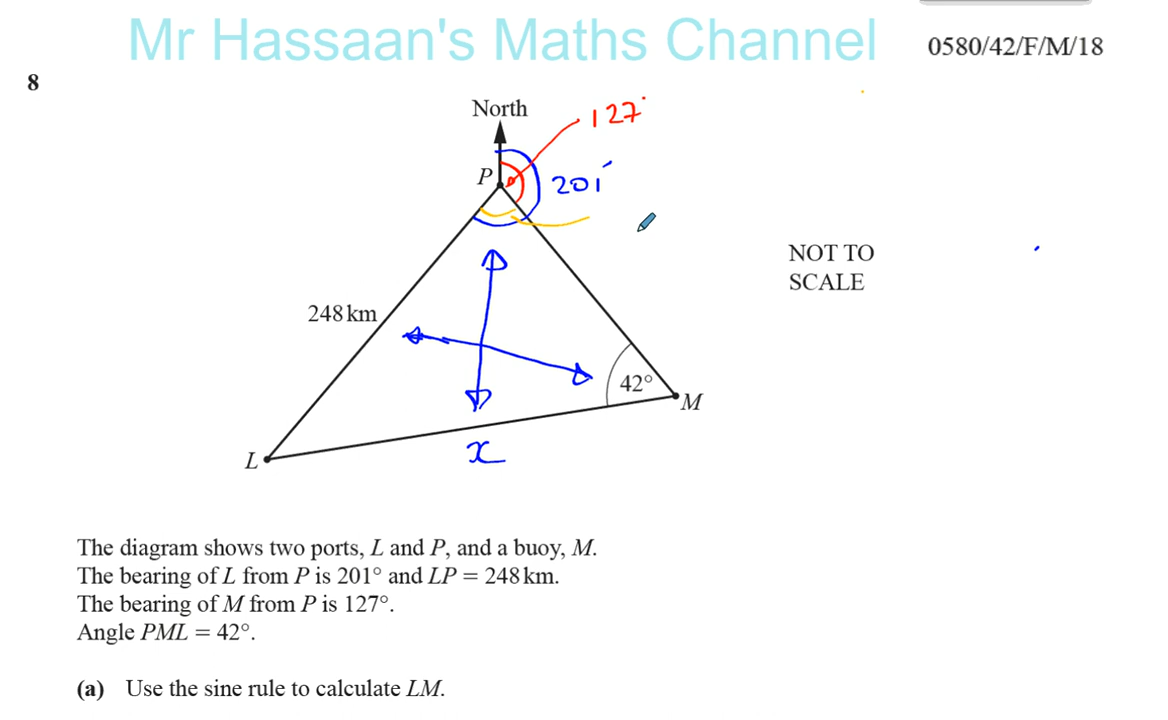 Mr Hassaan's Maths Channel
0580/42/F/M/18
8
North
127°
P
201°
NOT TO
SCALE
248 km
42°
M
L
x
The diagram shows two ports, L and P, and a buoy, M.
The bearing of L from P is 201° and LP = 248 km.
The bearing of M from P is 127°.
Angle PML = 42°.
(a) Use the sine rule to calculate LM.